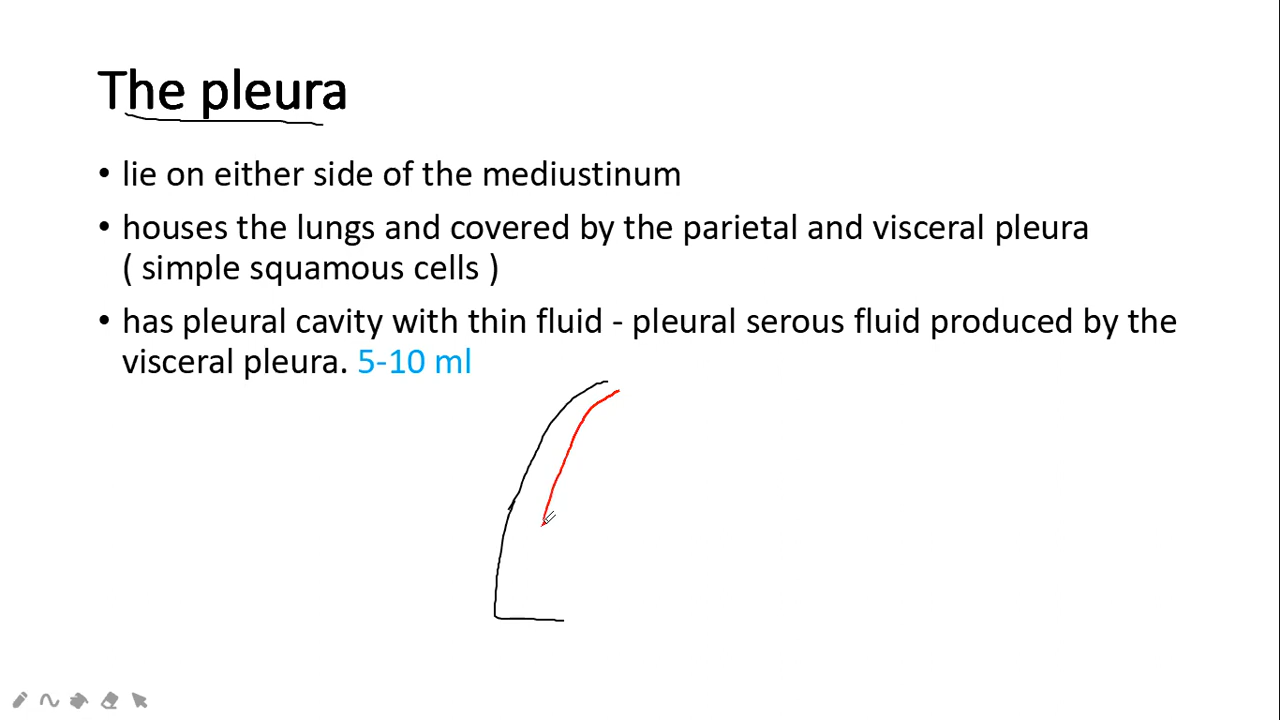 The pleura
• lie on either side of the mediustinum
• houses the lungs and covered by the parietal and visceral pleura
( simple squamous cells )
• has pleural cavity with thin fluid - pleural serous fluid produced by the
visceral pleura. 5-10 ml